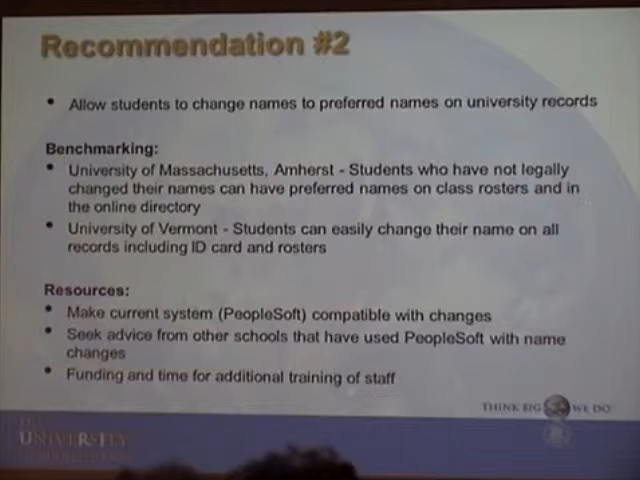 Recommendation #2
• Allow students to change names to preferred names on university records
Benchmarking:
• University of Massachusetts, Amherst - Students who have not legally
changed their names can have preferred names on class rosters and in
the online directory
• University of Vermont - Students can easily change their name on all
records including ID card and rosters
Resources:
• Make current system (PeopleSoft) compatible with changes
• Seek advice from other schools that have used PeopleSoft with name
changes
• Funding and time for additional training of staff
THINK BIG WE DO
UNIVERSITY